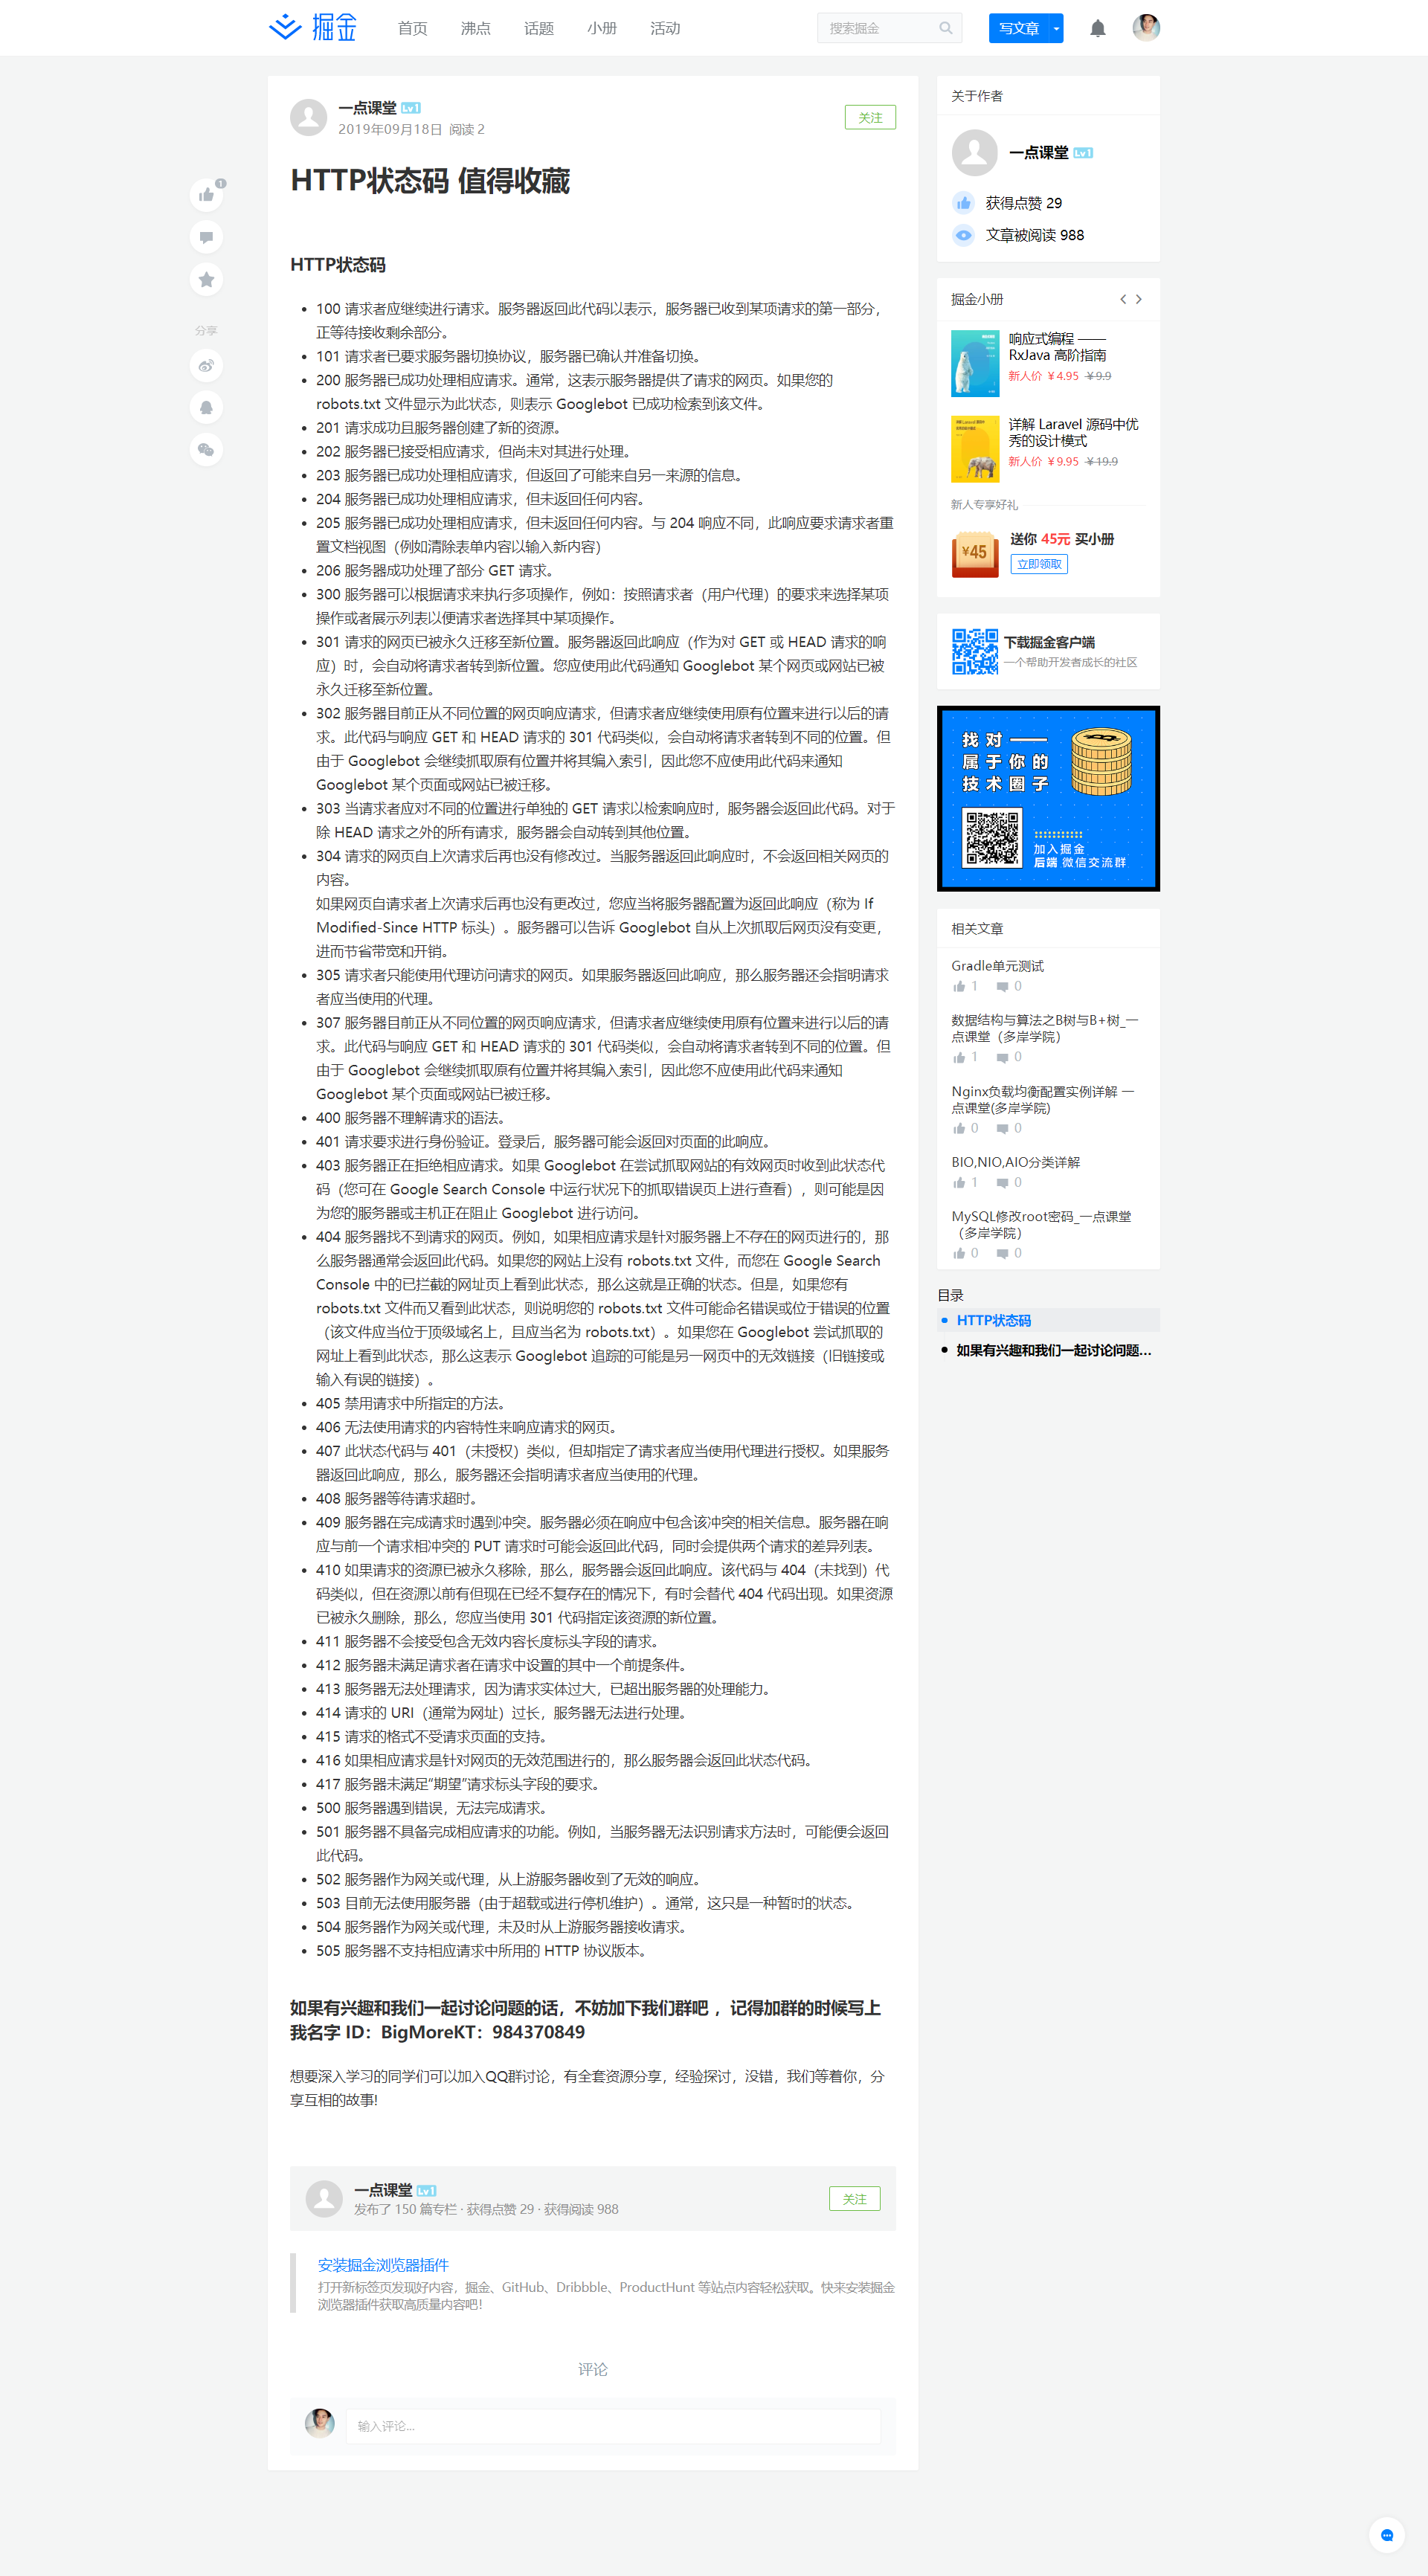 掘金
首页
沸点
话题
小册
活动
搜索掘金
写文章
一点课堂 Lv1
2019年09月18日 阅读 2
关注
HTTP状态码 值得收藏
1
分享
HTTP状态码
100 请求者应继续进行请求。服务器返回此代码以表示，服务器已收到某项请求的第一部分，
正等待接收剩余部分。
101 请求者已要求服务器切换协议，服务器已确认并准备切换。
200 服务器已成功处理相应请求。通常，这表示服务器提供了请求的网页。如果您的
robots.txt 文件显示为此状态，则表示 Googlebot 已成功检索到该文件。
201 请求成功且服务器创建了新的资源。
202 服务器已接受相应请求，但尚未对其进行处理。
203 服务器已成功处理相应请求，但返回了可能来自另一来源的信息。
204 服务器已成功处理相应请求，但未返回任何内容。
205 服务器已成功处理相应请求，但未返回任何内容。与 204 响应不同，此响应要求请求者重
置文档视图（例如清除表单内容以输入新内容）
206 服务器成功处理了部分 GET 请求。
300 服务器可以根据请求来执行多项操作，例如：按照请求者（用户代理）的要求来选择某项
操作或者展示列表以便请求者选择其中某项操作。
301 请求的网页已被永久迁移至新位置。服务器返回此响应（作为对 GET 或 HEAD 请求的响
应）时，会自动将请求者转到新位置。您应使用此代码通知 Googlebot 某个网页或网站已被
永久迁移至新位置。
302 服务器目前正从不同位置的网页响应请求，但请求者应继续使用原有位置来进行以后的请
求。此代码与响应 GET 和 HEAD 请求的 301 代码类似，会自动将请求者转到不同的位置。但
由于 Googlebot 会继续抓取原有位置并将其编入索引，因此您不应使用此代码来通知
Googlebot 某个页面或网站已被迁移。
303 当请求者应对不同的位置进行单独的 GET 请求以检索响应时，服务器会返回此代码。对于
除 HEAD 请求之外的所有请求，服务器会自动转到其他位置。
304 请求的网页自上次请求后再也没有修改过。当服务器返回此响应时，不会返回相关网页的
内容。
如果网页自请求者上次请求后再也没有更改过，您应当将服务器配置为返回此响应（称为 If
Modified-Since HTTP 标头）。服务器可以告诉 Googlebot 自从上次抓取后网页没有变更，
进而节省带宽和开销。
305 请求者只能使用代理访问请求的网页。如果服务器返回此响应，那么服务器还会指明请求
者应当使用的代理。
307 服务器目前正从不同位置的网页响应请求，但请求者应继续使用原有位置来进行以后的请
求。此代码与响应 GET 和 HEAD 请求的 301 代码类似，会自动将请求者转到不同的位置。但
由于 Googlebot 会继续抓取原有位置并将其编入索引，因此您不应使用此代码来通知
Googlebot 某个页面或网站已被迁移。
400 服务器不理解请求的语法。
401 请求要求进行身份验证。登录后，服务器可能会返回对页面的此响应。
403 服务器正在拒绝相应请求。如果 Googlebot 在尝试抓取网站的有效网页时收到此状态代
码（您可在 Google Search Console 中运行状况下的抓取错误页上进行查看），则可能是因
为您的服务器或主机正在阻止 Googlebot 进行访问。
404 服务器找不到请求的网页。例如，如果相应请求是针对服务器上不存在的网页进行的，那
么服务器通常会返回此代码。如果您的网站上没有 robots.txt 文件，而您在 Google Search
Console 中的已拦截的网址页上看到此状态，那么这就是正确的状态。但是，如果您有
robots.txt 文件而又看到此状态，则说明您的 robots.txt 文件可能命名错误或位于错误的位置
（该文件应当位于顶级域名上，且应当名为 robots.txt）。如果您在 Googlebot 尝试抓取的
网址上看到此状态，那么这表示 Googlebot 追踪的可能是另一网页中的无效链接（旧链接或
输入有误的链接）。
405 禁用请求中所指定的方法。
406 无法使用请求的内容特性来响应请求的网页。
407 此状态代码与 401（未授权）类似，但却指定了请求者应当使用代理进行授权。如果服务
器返回此响应，那么，服务器还会指明请求者应当使用的代理。
408 服务器等待请求超时。
409 服务器在完成请求时遇到冲突。服务器必须在响应中包含该冲突的相关信息。服务器在响
应与前一个请求相冲突的 PUT 请求时可能会返回此代码，同时会提供两个请求的差异列表。
410 如果请求的资源已被永久移除，那么，服务器会返回此响应。该代码与 404（未找到）代
码类似，但在资源以前有但现在已经不复存在的情况下，有时会替代 404 代码出现。如果资源
已被永久删除，那么，您应当使用 301 代码指定该资源的新位置。
411 服务器不会接受包含无效内容长度标头字段的请求。
412 服务器未满足请求者在请求中设置的其中一个前提条件。
413 服务器无法处理请求，因为请求实体过大，已超出服务器的处理能力。
414 请求的 URI（通常为网址）过长，服务器无法进行处理。
415 请求的格式不受请求页面的支持。
416 如果相应请求是针对网页的无效范围进行的，那么服务器会返回此状态代码。
417 服务器未满足“期望”请求标头字段的要求。
500 服务器遇到错误，无法完成请求。
501 服务器不具备完成相应请求的功能。例如，当服务器无法识别请求方法时，可能便会返回
此代码。
502 服务器作为网关或代理，从上游服务器收到了无效的响应。
503 目前无法使用服务器（由于超载或进行停机维护）。通常，这只是一种暂时的状态。
504 服务器作为网关或代理，未及时从上游服务器接收请求。
505 服务器不支持相应请求中所用的 HTTP 协议版本。
如果有兴趣和我们一起讨论问题的话，不妨加下我们群吧 ，记得加群的时候写上
我名字 ID：BigMoreKT：984370849
想要深入学习的同学们可以加入QQ群讨论，有全套资源分享，经验探讨，没错，我们等着你，分
享互相的故事!
一点课堂 Lv1
发布了 150 篇专栏 · 获得点赞 29 · 获得阅读 988
关注
安装掘金浏览器插件
打开新标签页发现好内容，掘金、GitHub、Dribbble、ProductHunt 等站点内容轻松获取。快来安装掘金
浏览器插件获取高质量内容吧！
评论
输入评论...
关于作者
一点课堂 Lv1
获得点赞 29
文章被阅读 988
掘金小册
响应式编程 ——
RxJava 高阶指南
新人价 ￥4.95 ￥9.9
详解 Laravel 源码中优
秀的设计模式
新人价 ￥9.95 ￥19.9
新人专享好礼
¥45
送你 45元 买小册
立即领取
下载掘金客户端
一个帮助开发者成长的社区
找对——
属于你的
技术圈子
加入掘金
后端 微信交流群
相关文章
Gradle单元测试
1 0
数据结构与算法之B树与B+树_一
点课堂（多岸学院）
1 0
Nginx负载均衡配置实例详解 一
点课堂(多岸学院)
0 0
BIO,NIO,AIO分类详解
1 0
MySQL修改root密码_一点课堂
（多岸学院）
0 0
目录
HTTP状态码
如果有兴趣和我们一起讨论问题...